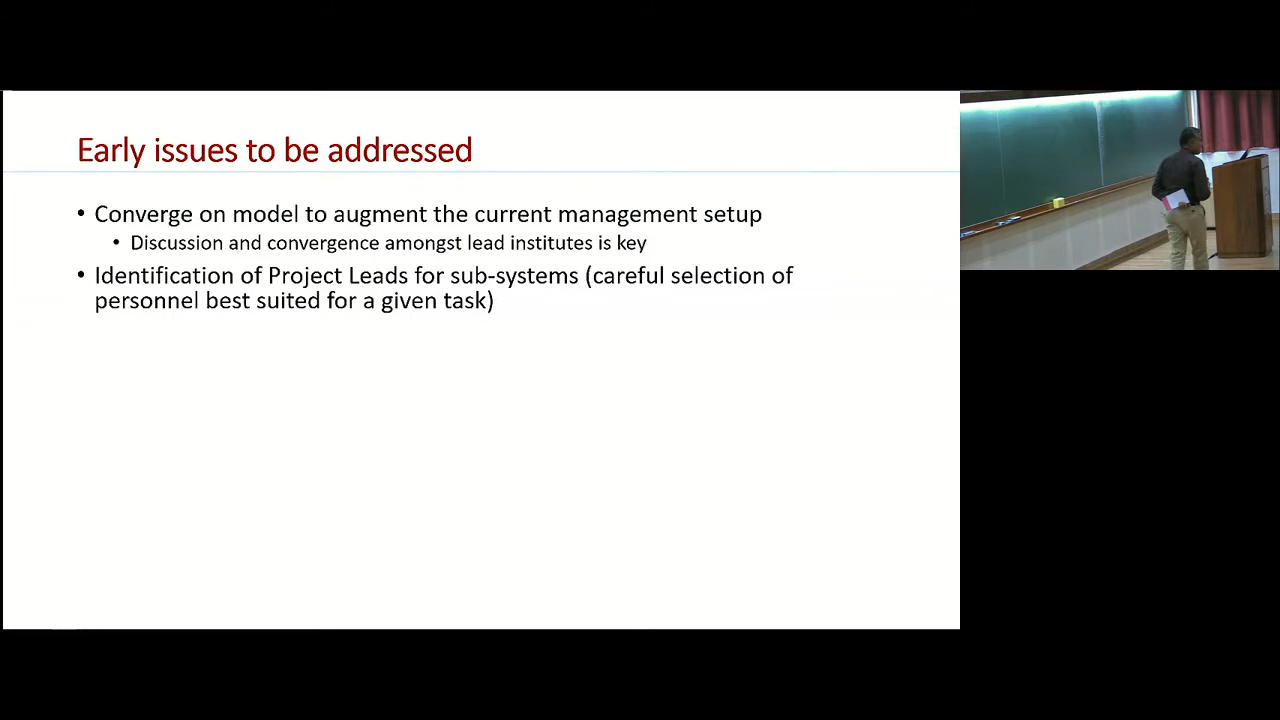 Early issues to be addressed
• Converge on model to augment the current management setup
• Discussion and convergence amongst lead institutes is key
• Identification of Project Leads for sub-systems (careful selection of
personnel best suited for a given task)